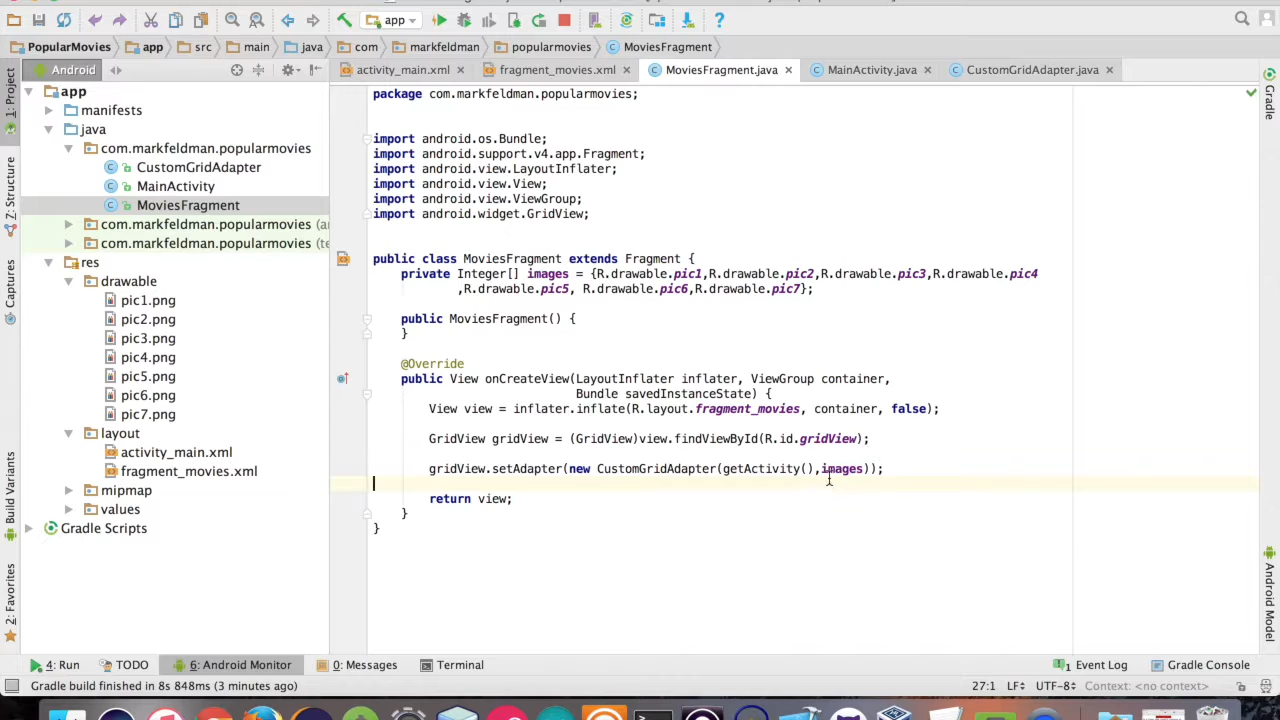 app
PopularMovies app src main java com markfeldman popularmovies MoviesFragment
1: Project
Z: Structure
Captures
Build Variants
2: Favorites
Android
activity_main.xml fragment_movies.xml MoviesFragment.java MainActivity.java CustomGridAdapter.java
app
manifests
java
com.markfeldman.popularmovies
CustomGridAdapter
MainActivity
MoviesFragment
com.markfeldman.popularmovies (ar
com.markfeldman.popularmovies (te
res
drawable
pic1.png
pic2.png
pic3.png
pic4.png
pic5.png
pic6.png
pic7.png
layout
activity_main.xml
fragment_movies.xml
mipmap
values
Gradle Scripts
package com.markfeldman.popularmovies;
import android.os.Bundle;
import android.support.v4.app.Fragment;
import android.view.LayoutInflater;
import android.view.View;
import android.view.ViewGroup;
import android.widget.GridView;
public class MoviesFragment extends Fragment {
private Integer[] images = {R.drawable.pic1,R.drawable.pic2,R.drawable.pic3,R.drawable.pic4
,R.drawable.pic5, R.drawable.pic6,R.drawable.pic7};
public MoviesFragment() {
}
@Override
public View onCreateView(LayoutInflater inflater, ViewGroup container,
Bundle savedInstanceState) {
View view = inflater.inflate(R.layout.fragment_movies, container, false);
GridView gridView = (GridView)view.findViewById(R.id.gridView);
gridView.setAdapter(new CustomGridAdapter(getActivity(),images));
return view;
}
}
Gradle
Android Model
4: Run TODO 6: Android Monitor 0: Messages Terminal 1 Event Log Gradle Console
Gradle build finished in 8s 848ms (3 minutes ago) 27:1 LF÷ UTF-8÷ Context: <no context>